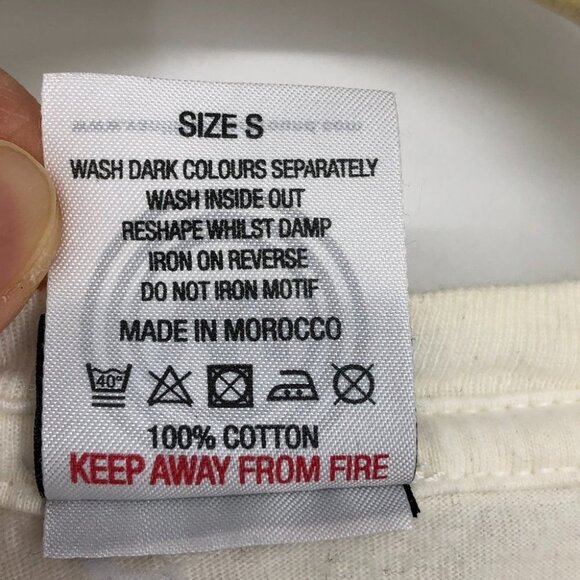 SIZE S
WASH DARK COLOURS SEPARATELY
WASH INSIDE OUT
RESHAPE WHILST DAMP
IRON ON REVERSE
DO NOT IRON MOTIF
MADE IN MOROCCO
40°
100% COTTON
KEEP AWAY FROM FIRE